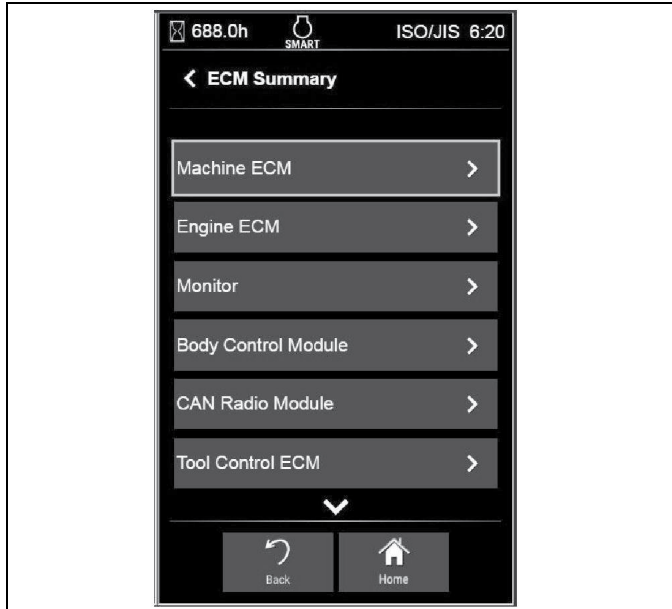 688.0h SMART ISO/JIS 6:20
ECM Summary
Machine ECM
Engine ECM
Monitor
Body Control Module
CAN Radio Module
Tool Control ECM
Back Home